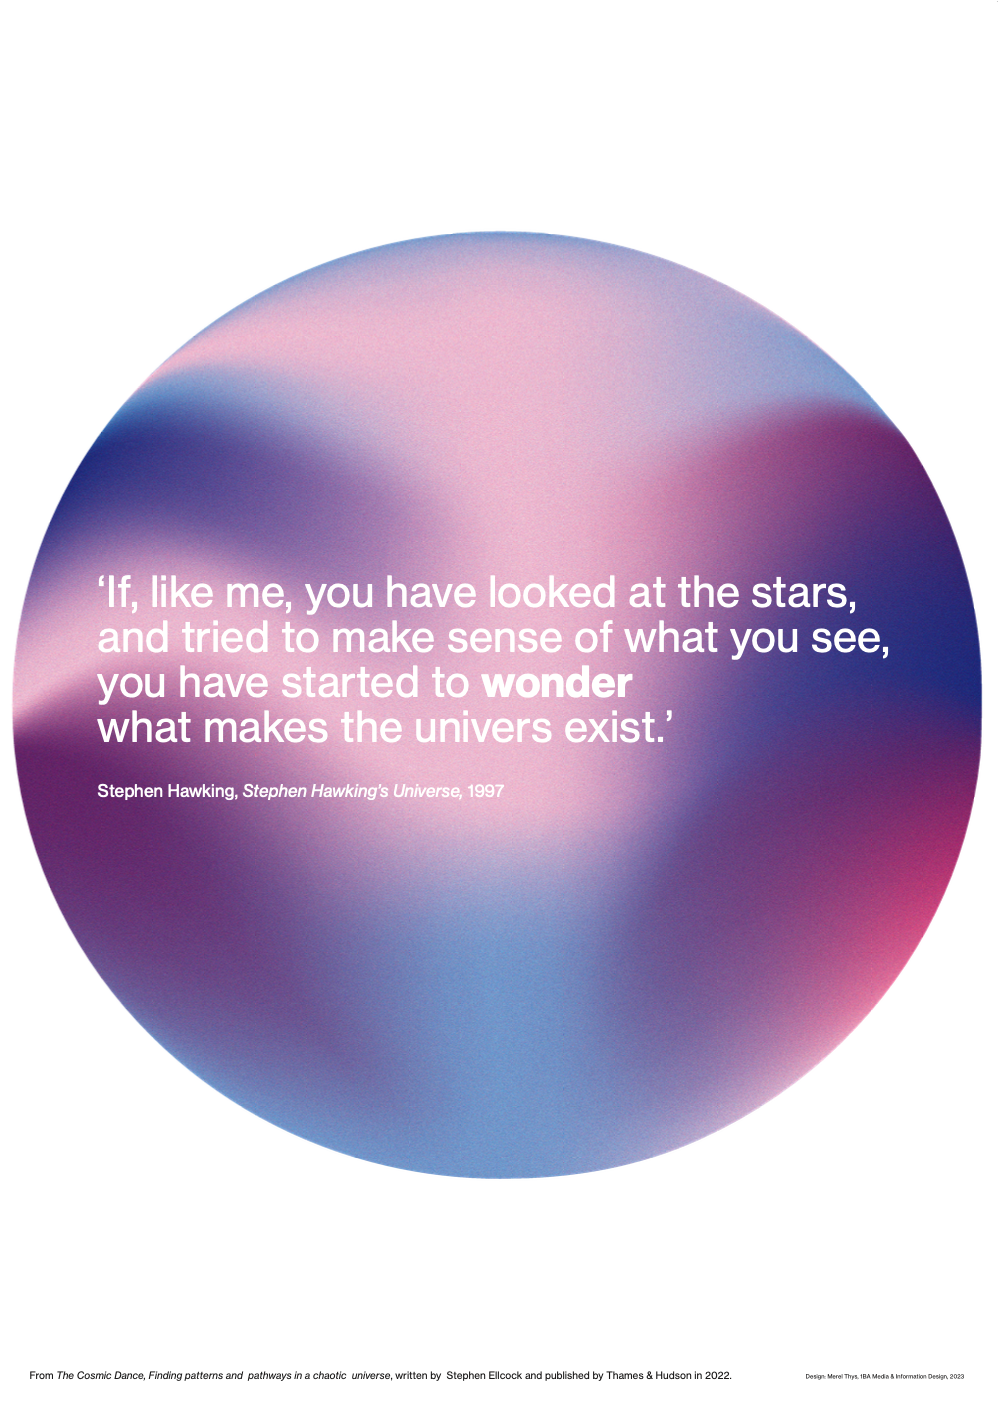 ‘If, like me, you have looked at the stars,
and tried to make sense of what you see,
you have started to wonder
what makes the univers exist.’
Stephen Hawking, Stephen Hawking’s Universe, 1997
From The Cosmic Dance, Finding patterns and pathways in a chaotic universe, written by Stephen Ellcock and published by Thames & Hudson in 2022.
Design: Merel Thys, 1BA Media & Information Design, 2023